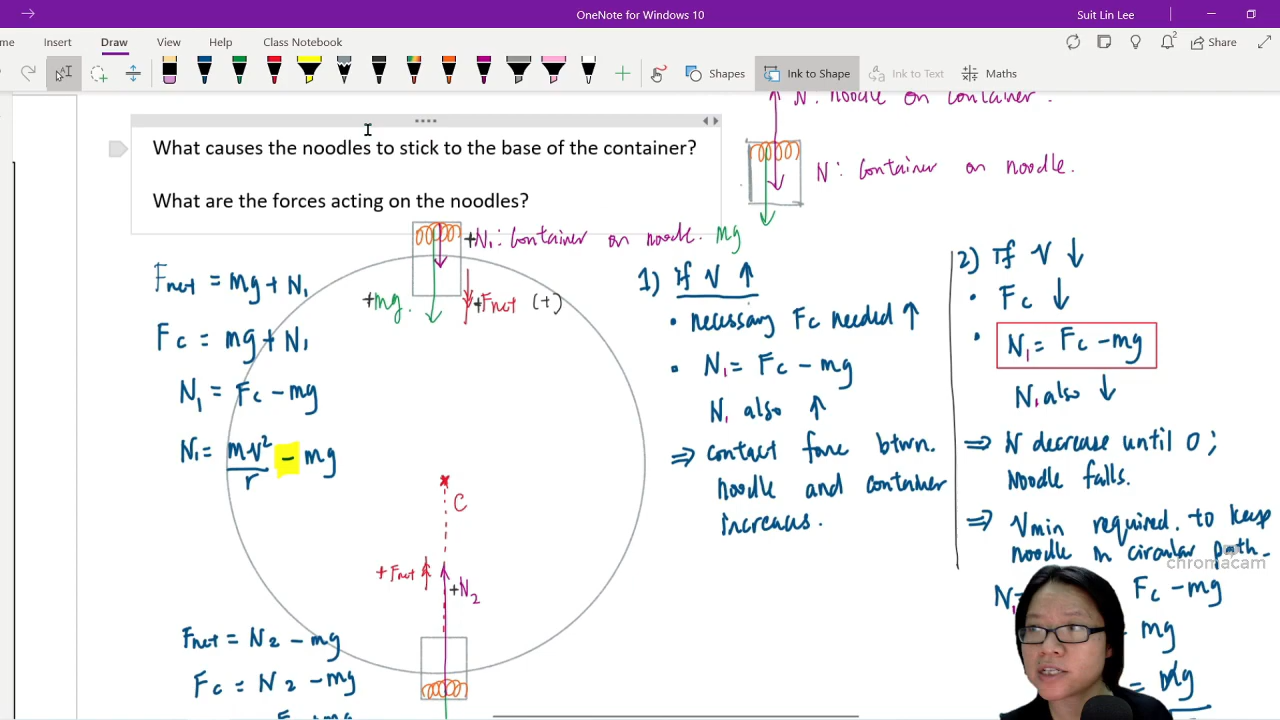 OneNote for Windows 10
Suit Lin Lee
me Insert Draw View Help Class Notebook
Share
Shapes Ink to Shape Ink to Text Maths
N: noodle on container.
What causes the noodles to stick to the base of the container?
What are the forces acting on the noodles?
N: Container on noodle.
+N₁: Container on noodle. mg
+mg. +Fnet (+)
Fnet = mg + N₁
Fc = mg + N₁
N₁ = Fc - mg
N₁ = mv²/r - mg
C
+Fnet
+N₂
Fnet = N₂ - mg
Fc = N₂ - mg
1) If V ↑
• necessary Fc needed ↑
• N₁ = Fc - mg
N₁ also ↑
⇒ contact force btwn.
noodle and container
increases.
2) If V ↓
• Fc ↓
• N₁ = Fc - mg
N₁ also ↓
⇒ N decrease until 0;
Noodle falls.
⇒ Vmin required. to keep
noodle in circular path.
chromacam
N₁ = Fc - mg
mg